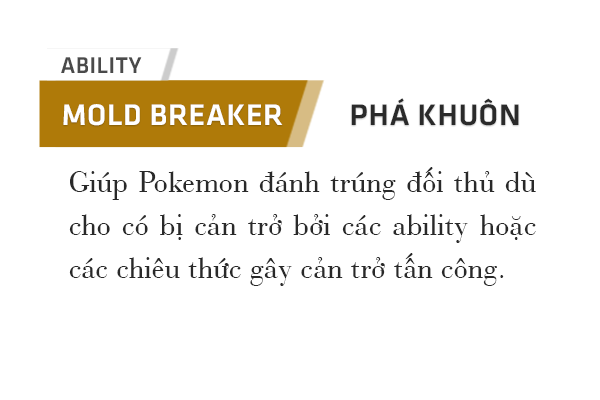 ABILITY
MOLD BREAKER
PHÁ KHUÔN
Giúp Pokemon đánh trúng đối thủ dù
cho có bị cản trở bởi các ability hoặc
các chiêu thức gây cản trở tấn công.